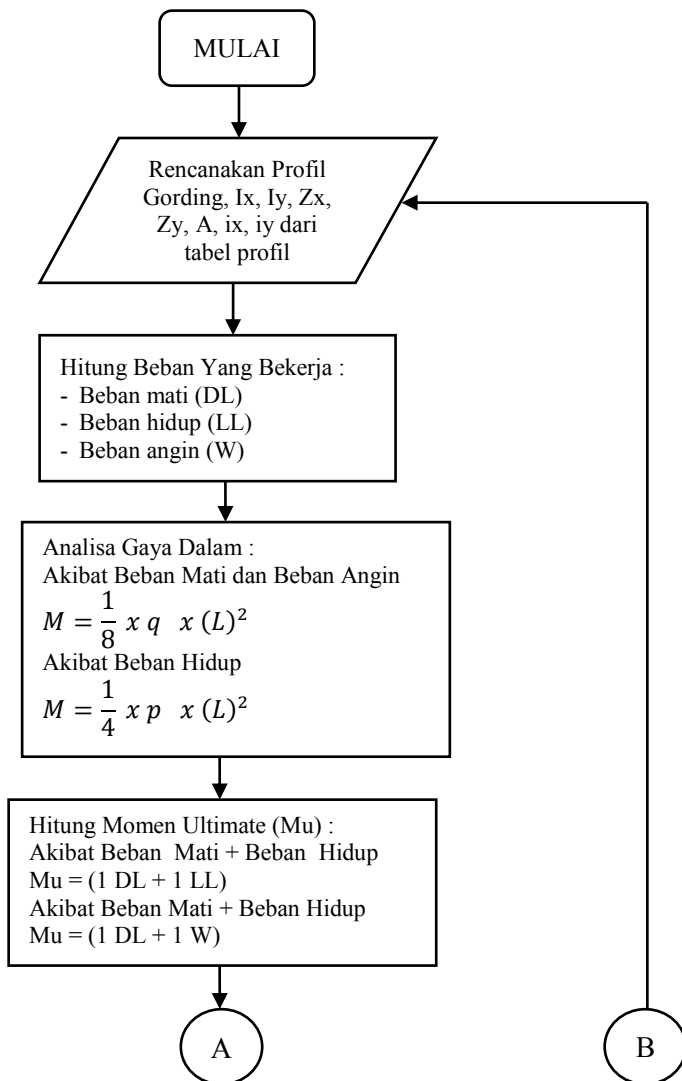 MULAI
Rencanakan Profil
Gording, Ix, Iy, Zx,
Zy, A, ix, iy dari
tabel profil
Hitung Beban Yang Bekerja :
- Beban mati (DL)
- Beban hidup (LL)
- Beban angin (W)
Analisa Gaya Dalam :
Akibat Beban Mati dan Beban Angin
M = 1/8 x q x (L)²
Akibat Beban Hidup
M = 1/4 x p x (L)²
Hitung Momen Ultimate (Mu) :
Akibat Beban Mati + Beban Hidup
Mu = (1 DL + 1 LL)
Akibat Beban Mati + Beban Hidup
Mu = (1 DL + 1 W)
A
B